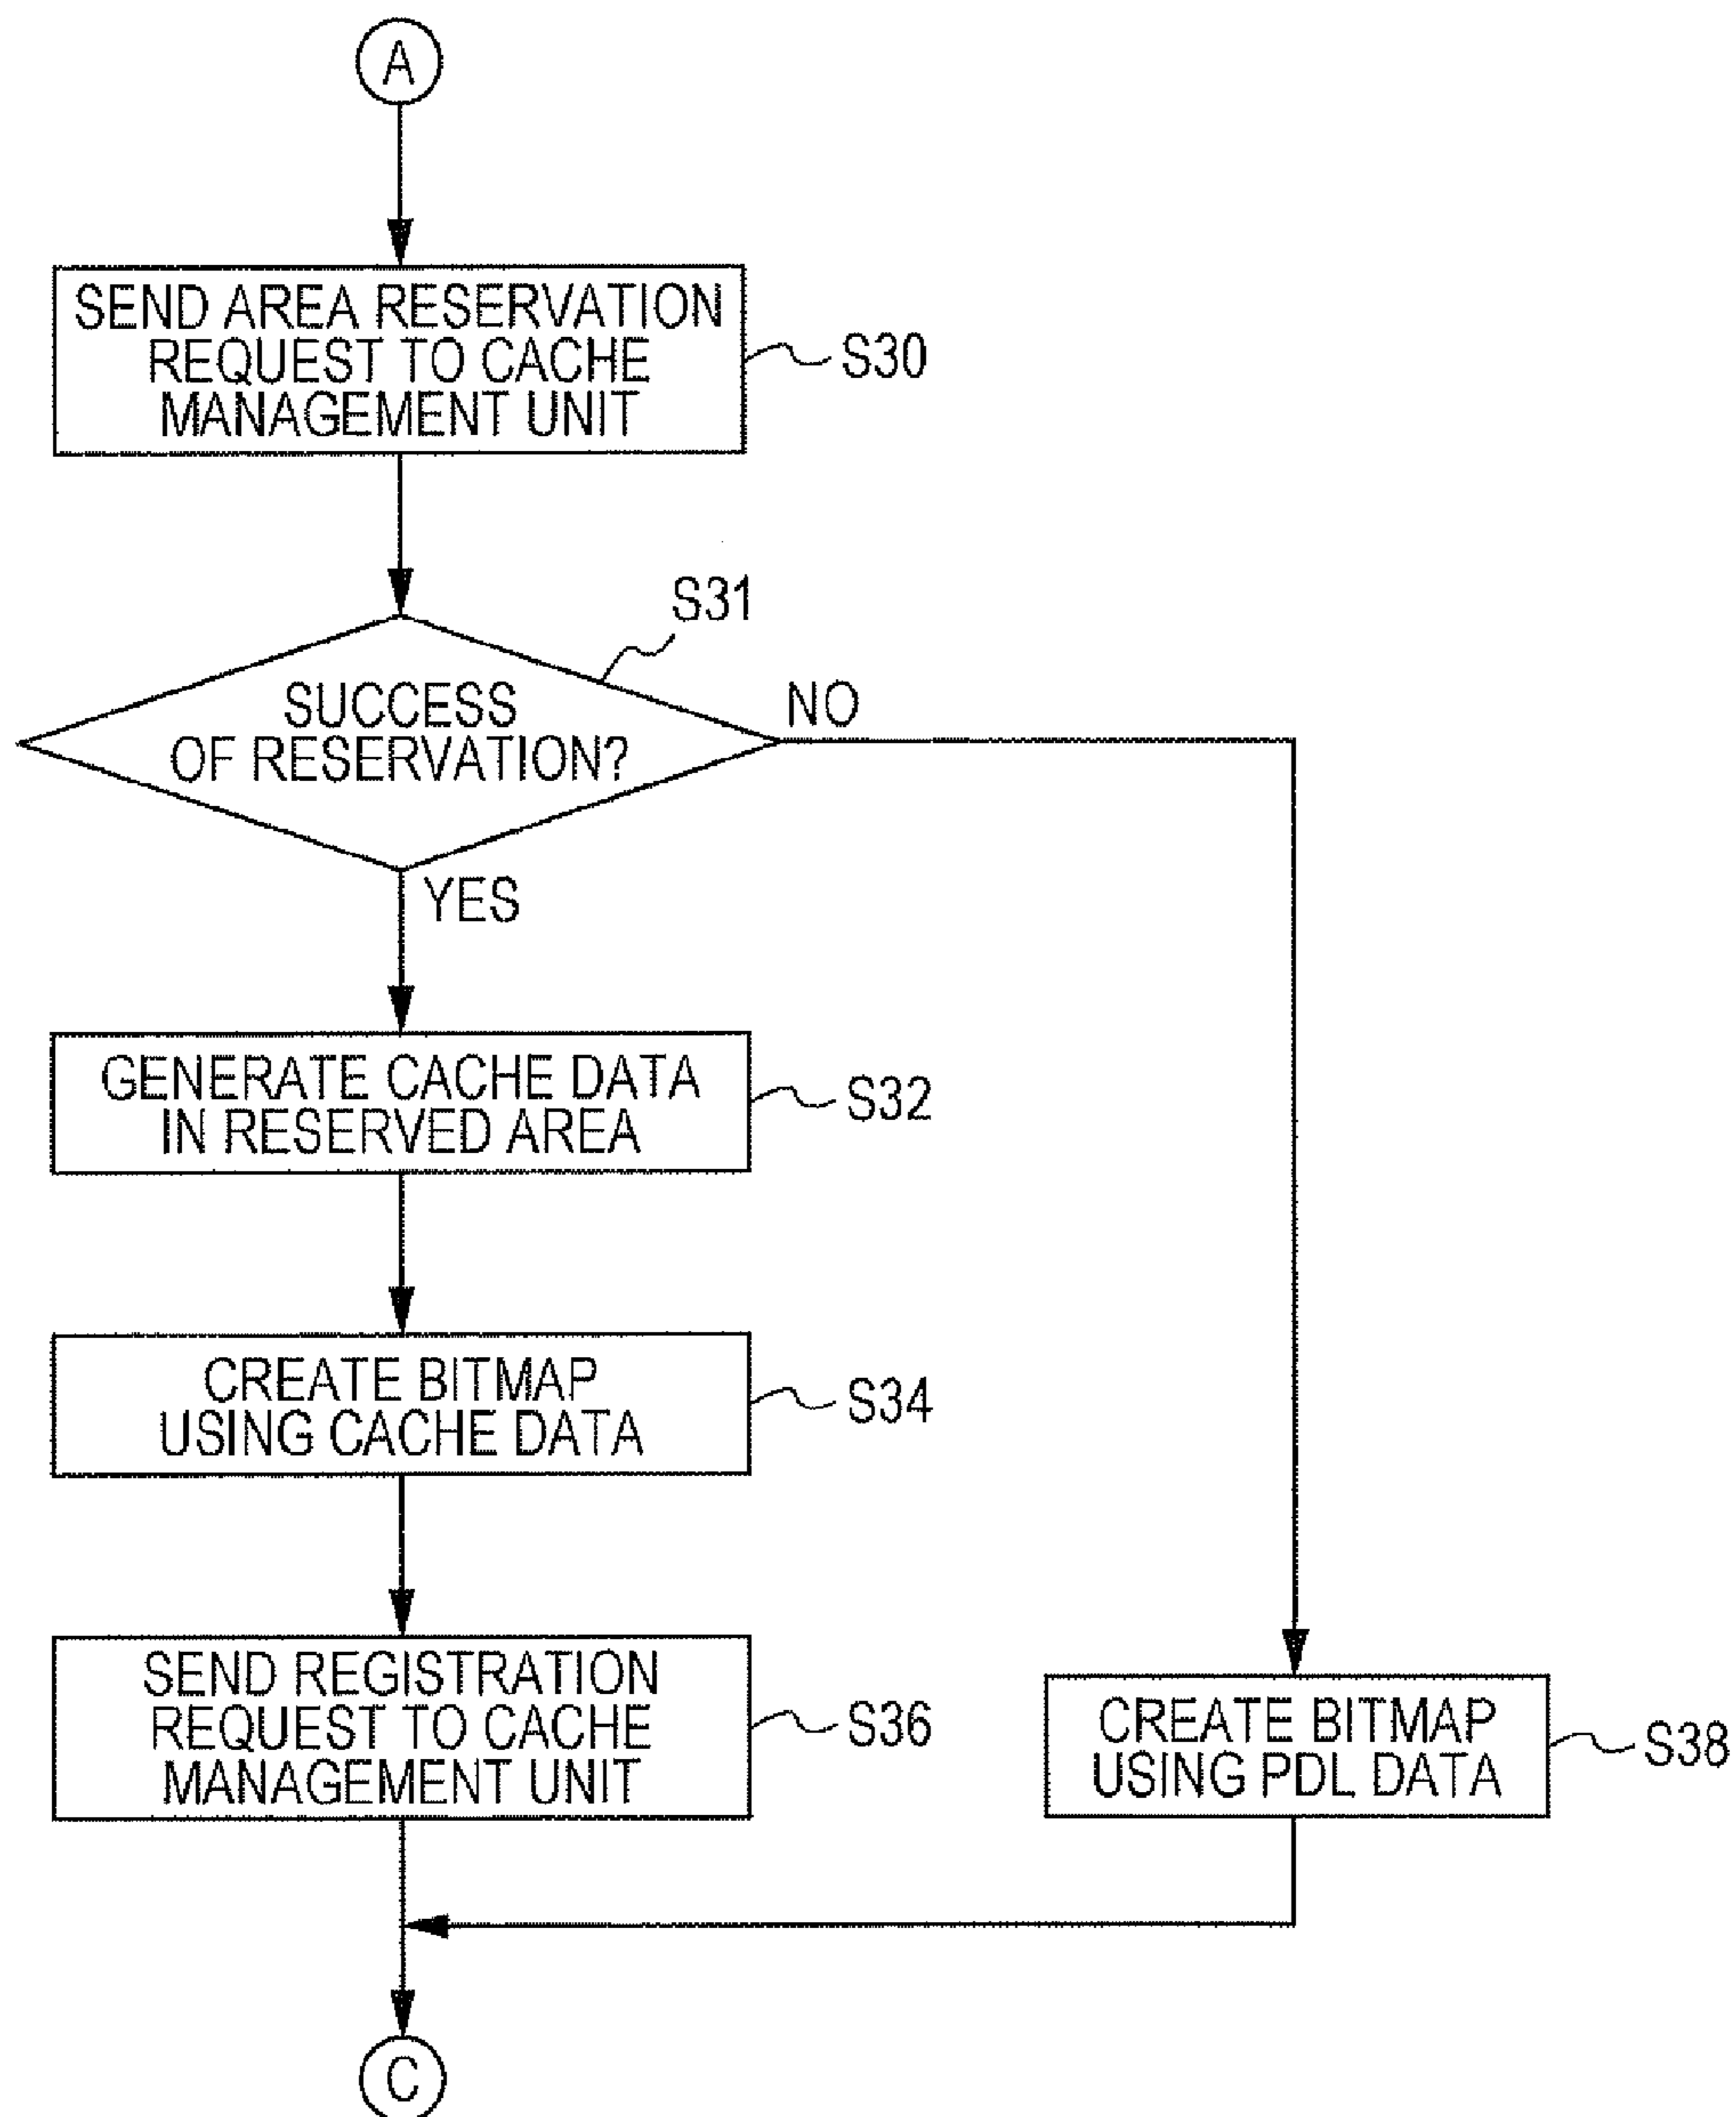 A
SEND AREA RESERVATION
REQUEST TO CACHE
MANAGEMENT UNIT
S30
S31
SUCCESS
OF RESERVATION?
NO
YES
GENERATE CACHE DATA
IN RESERVED AREA
S32
CREATE BITMAP
USING CACHE DATA
S34
SEND REGISTRATION
REQUEST TO CACHE
MANAGEMENT UNIT
S36
CREATE BITMAP
USING PDL DATA
S38
C